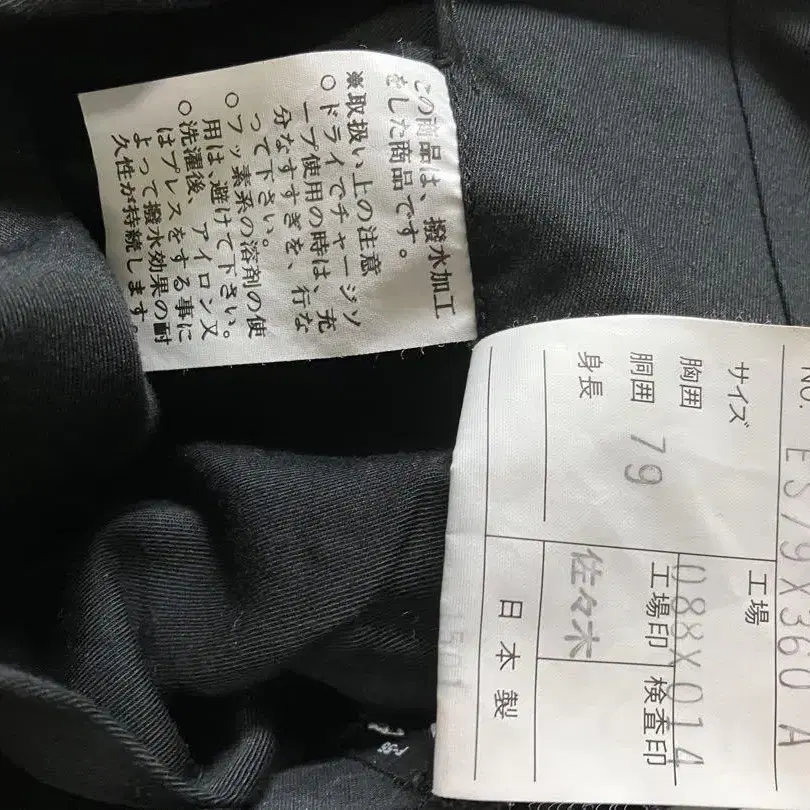 この商品は、撥水加工
をした商品です。
※取扱い上の注意
○ドライでチャージソ
ープ使用の時は、充
分なすすぎを、行な
って下さい。
○フッ素系の溶剤の使
用は、避けて下さい。
○洗濯後、アイロン又
はプレスをする事に
よって撥水効果の耐
久性が持続します。
NO. ES79X360 A
サイズ
胸囲
胴囲 79
身長
工場 088X014
工場印 検査印
佐々木
日本製